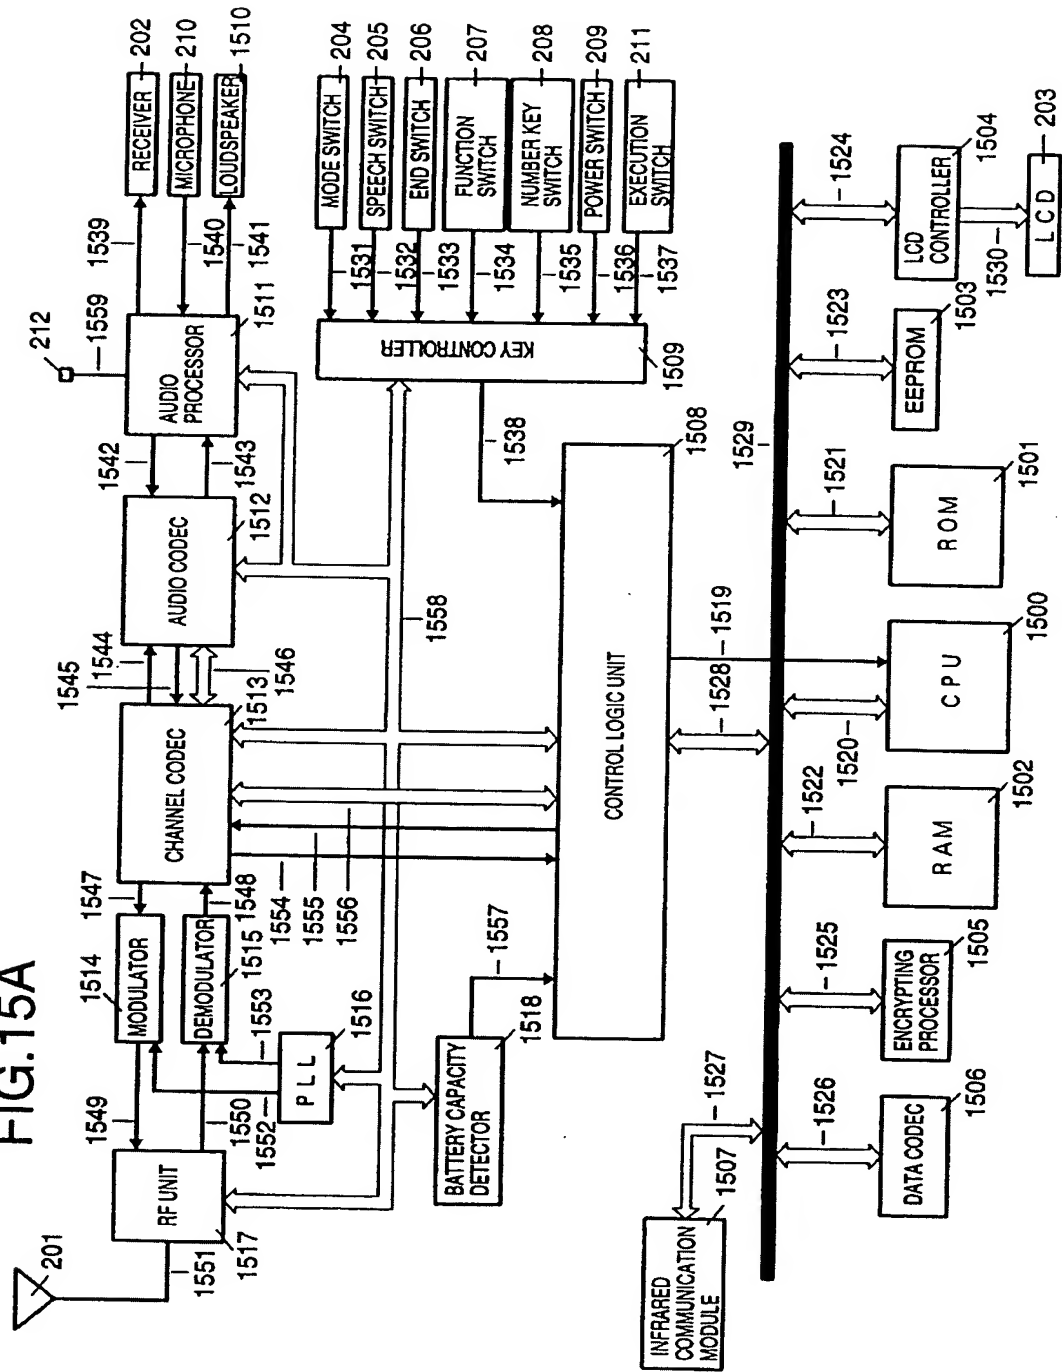 FIG.15A
201
1551
RF UNIT
1517
1549
1550
1552
1553
1514
MODULATOR
DEMODULATOR
1515
PLL
1516
1547
1548
CHANNEL CODEC
1513
1545
1544
1546
AUDIO CODEC
1512
1542
1543
212
1559
AUDIO
PROCESSOR
1511
1539
1540
1541
RECEIVER
202
MICROPHONE
210
LOUDSPEAKER
1510
MODE SWITCH
204
SPEECH SWITCH
205
END SWITCH
206
FUNCTION
SWITCH
207
NUMBER KEY
SWITCH
208
POWER SWITCH
209
EXECUTION
SWITCH
211
1531
1532
1533
1534
1535
1536
1537
KEY CONTROLLER
1509
1538
1558
1554
1555
1556
BATTERY CAPACITY
DETECTOR
1518
1557
CONTROL LOGIC UNIT
1508
1528
1519
1529
INFRARED
COMMUNICATION
MODULE
1507
1527
1526
DATA CODEC
1506
1525
ENCRYPTING
PROCESSOR
1505
1522
RAM
1502
1520
CPU
1500
1521
ROM
1501
1523
EEPROM
1503
1524
LCD
CONTROLLER
1504
1530
LCD
203